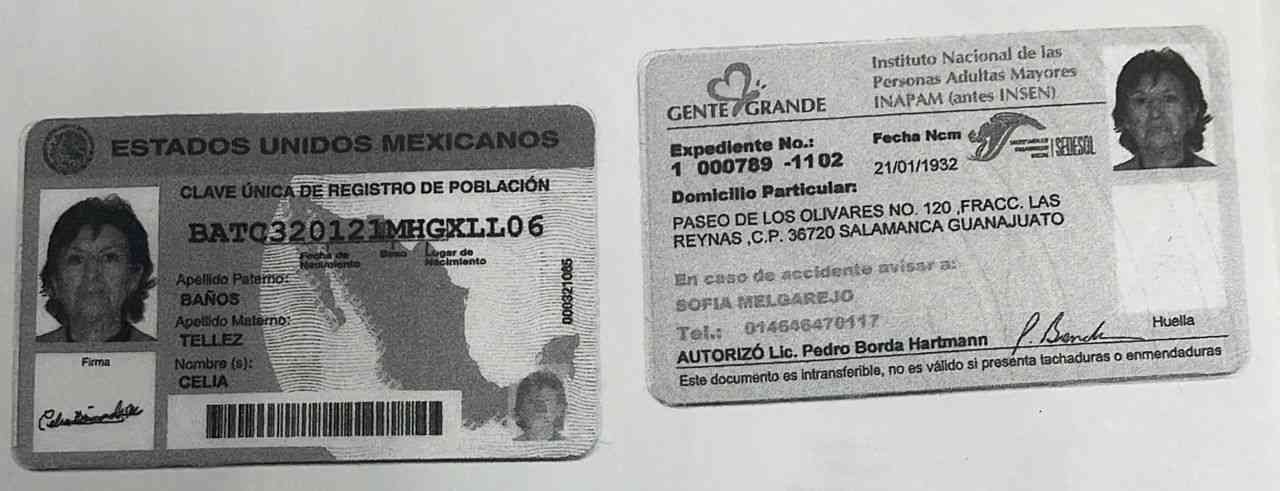 ESTADOS UNIDOS MEXICANOS
CLAVE ÚNICA DE REGISTRO DE POBLACIÓN
BATC320121MHGXLL06
Fecha de Nacimiento Sexo Lugar de Nacimiento
Apellido Paterno:
BAÑOS
Apellido Materno:
TELLEZ
Nombre (s):
CELIA
Firma
000321085
GENTE GRANDE
Instituto Nacional de las
Personas Adultas Mayores
INAPAM (antes INSEN)
Expediente No.:
1 000789 -1102
Fecha Ncm
21/01/1932
SEDESOL
Domicilio Particular:
PASEO DE LOS OLIVARES NO. 120 ,FRACC. LAS
REYNAS ,C.P. 36720 SALAMANCA GUANAJUATO
En caso de accidente avisar a:
SOFIA MELGAREJO
Tel.: 014646470117
AUTORIZÓ Lic. Pedro Borda Hartmann
Huella
Este documento es intransferible, no es válido si presenta tachaduras o enmendaduras